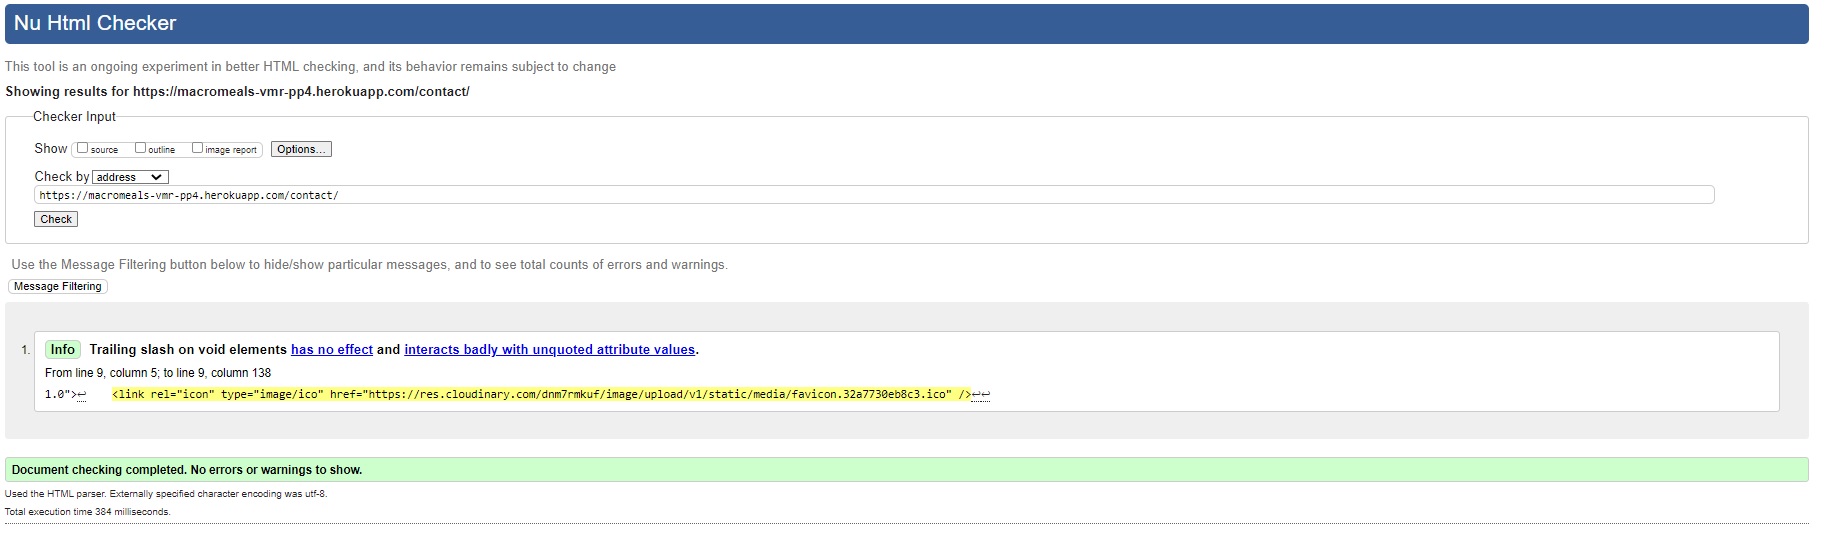 Nu Html Checker
This tool is an ongoing experiment in better HTML checking, and its behavior remains subject to change
Showing results for https://macromeals-vmr-pp4.herokuapp.com/contact/
Checker Input
Show source outline image report Options...
Check by address
https://macromeals-vmr-pp4.herokuapp.com/contact/
Check
Use the Message Filtering button below to hide/show particular messages, and to see total counts of errors and warnings.
Message Filtering
1. Info Trailing slash on void elements has no effect and interacts badly with unquoted attribute values.
From line 9, column 5; to line 9, column 138
1.0">↩ <link rel="icon" type="image/ico" href="https://res.cloudinary.com/dnm7rmkuf/image/upload/v1/static/media/favicon.32a7730eb8c3.ico" />↩↩
Document checking completed. No errors or warnings to show.
Used the HTML parser. Externally specified character encoding was utf-8.
Total execution time 384 milliseconds.